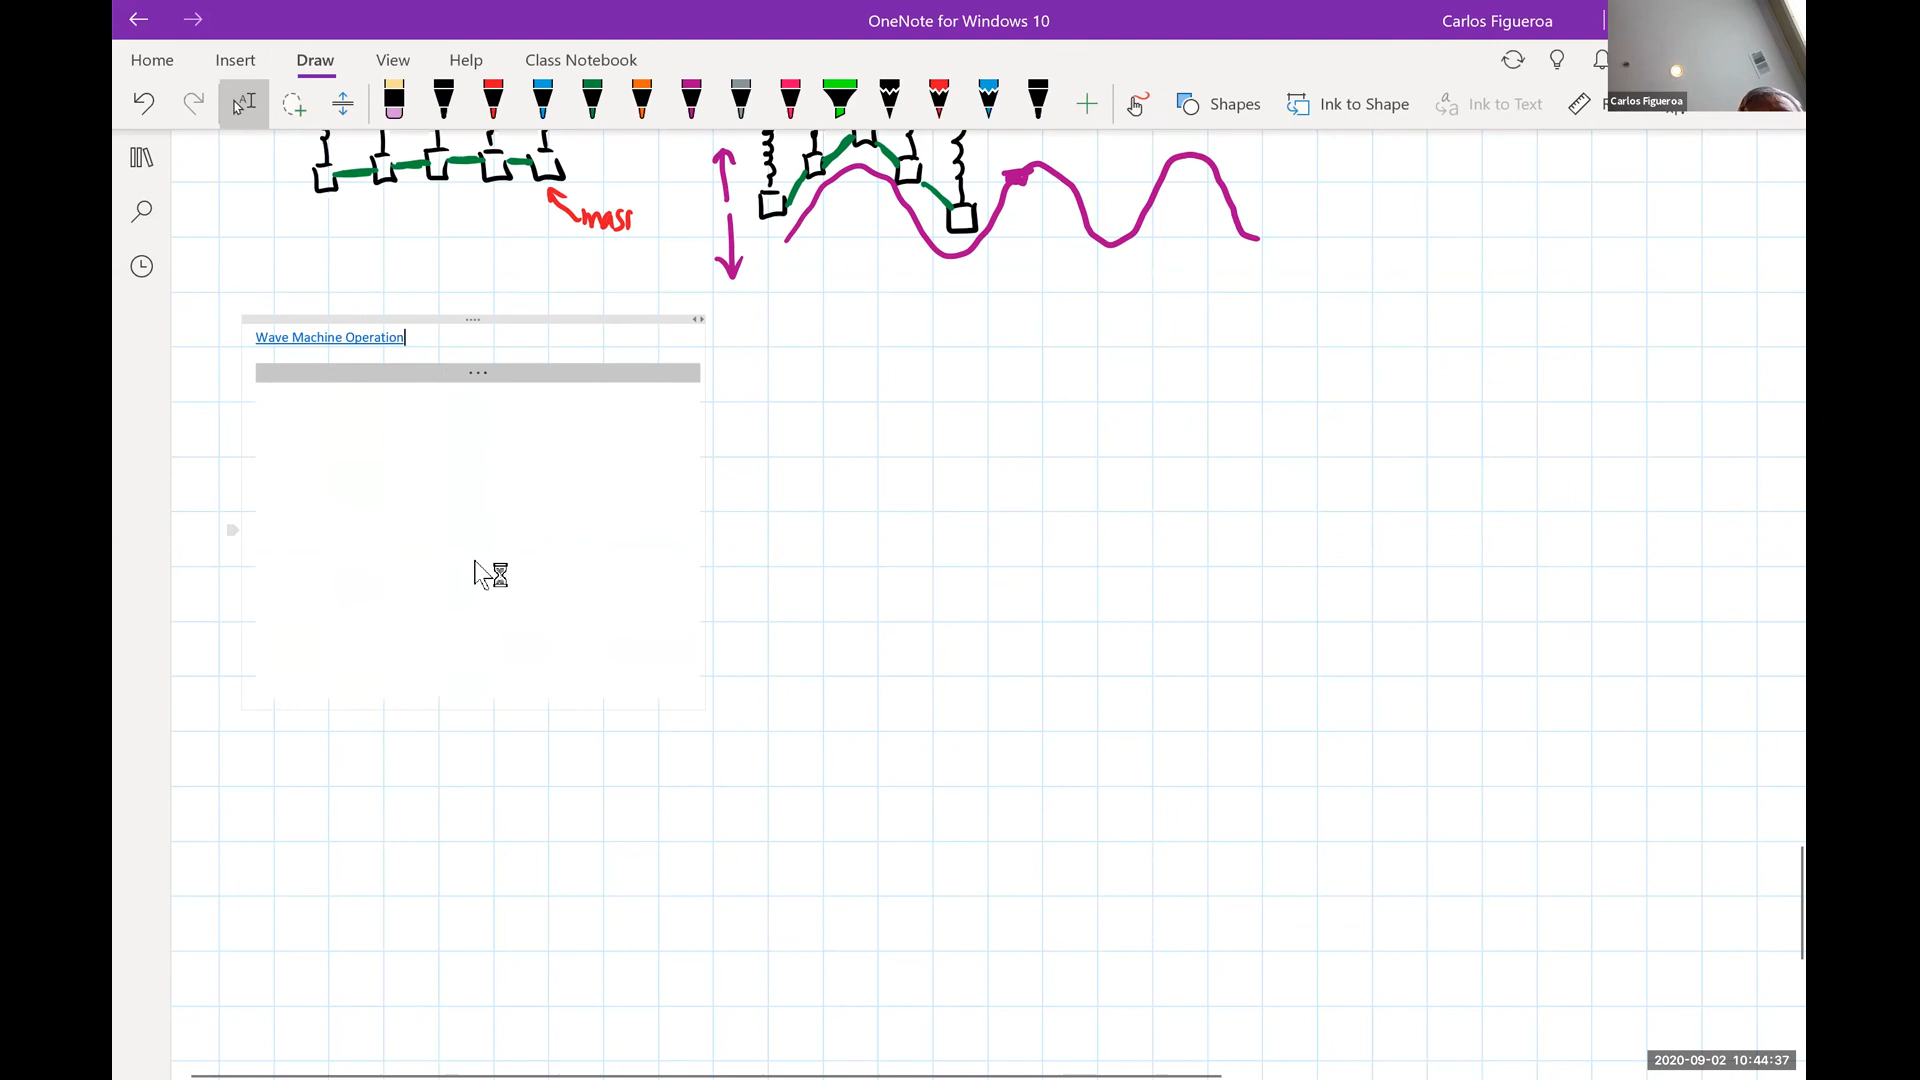 OneNote for Windows 10
Carlos Figueroa
Home Insert Draw View Help Class Notebook
Carlos Figueroa
Shapes Ink to Shape Ink to Text
mass
Wave Machine Operation
2020-09-02 10:44:37